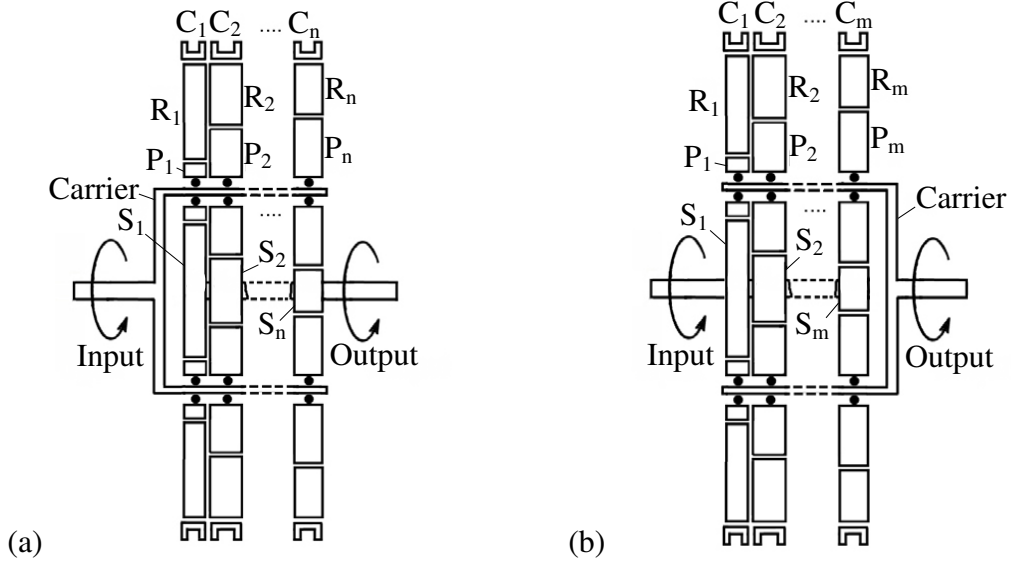 C₁ C₂ .... Cₙ
R₁ R₂ Rₙ
P₁ P₂ Pₙ
Carrier
S₁ ....
S₂
Sₙ
Input Output
(a)
C₁ C₂ .... Cₘ
R₁ R₂ Rₘ
P₁ P₂ Pₘ
.... Carrier
S₁ S₂
Sₘ
Input Output
(b)